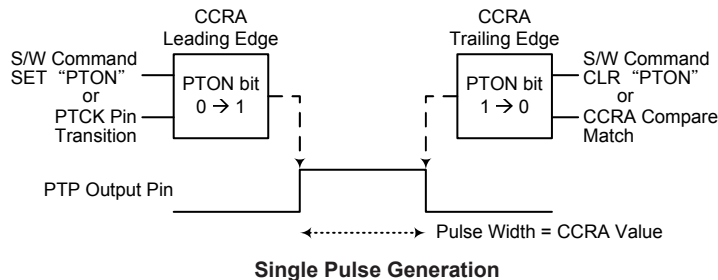 CCRA
Leading Edge
S/W Command
SET “PTON”
or
PTCK Pin
Transition
PTON bit
0 → 1
CCRA
Trailing Edge
PTON bit
1 → 0
S/W Command
CLR “PTON”
or
CCRA Compare
Match
PTP Output Pin
Pulse Width = CCRA Value
Single Pulse Generation